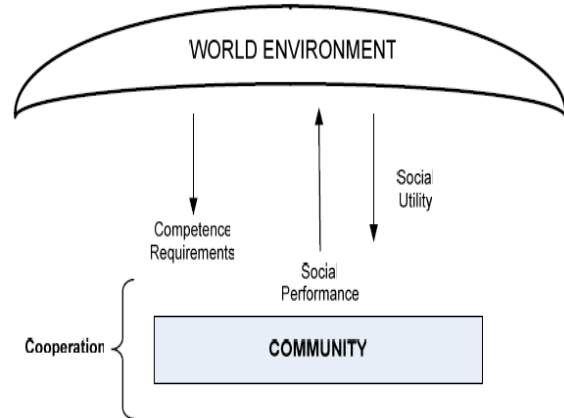 WORLD ENVIRONMENT
Social
Utility
Competence
Requirements
Social
Performance
Cooperation
COMMUNITY